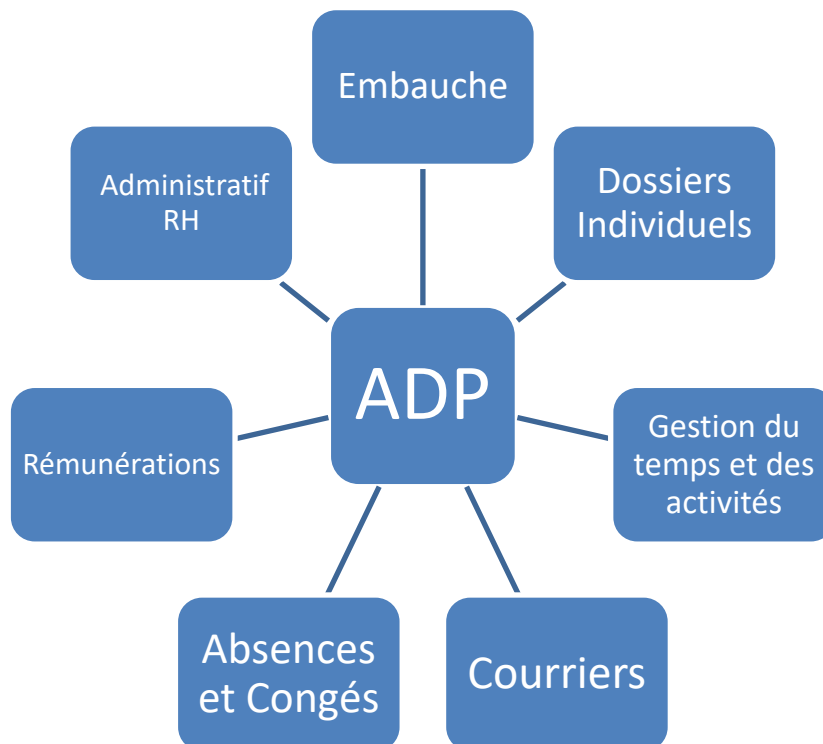 Embauche
Administratif
RH
Dossiers
Individuels
ADP
Rémunérations
Gestion du
temps et des
activités
Absences
et Congés
Courriers